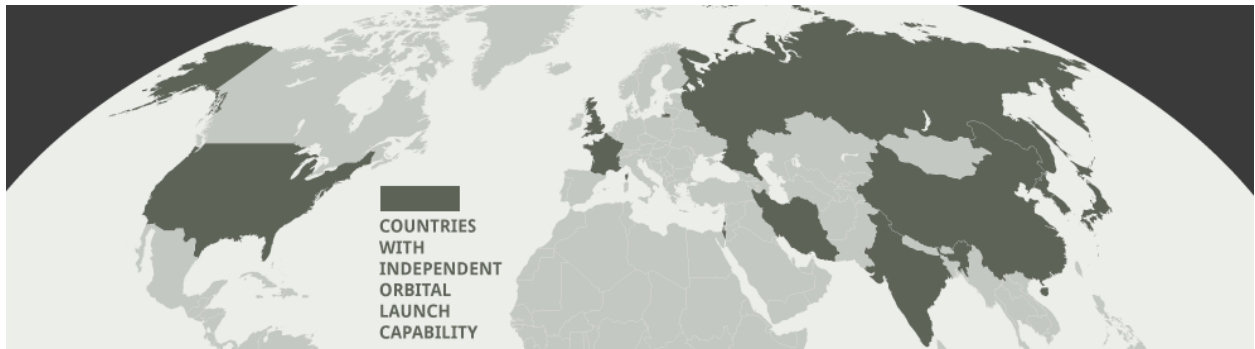 COUNTRIES
WITH
INDEPENDENT
ORBITAL
LAUNCH
CAPABILITY